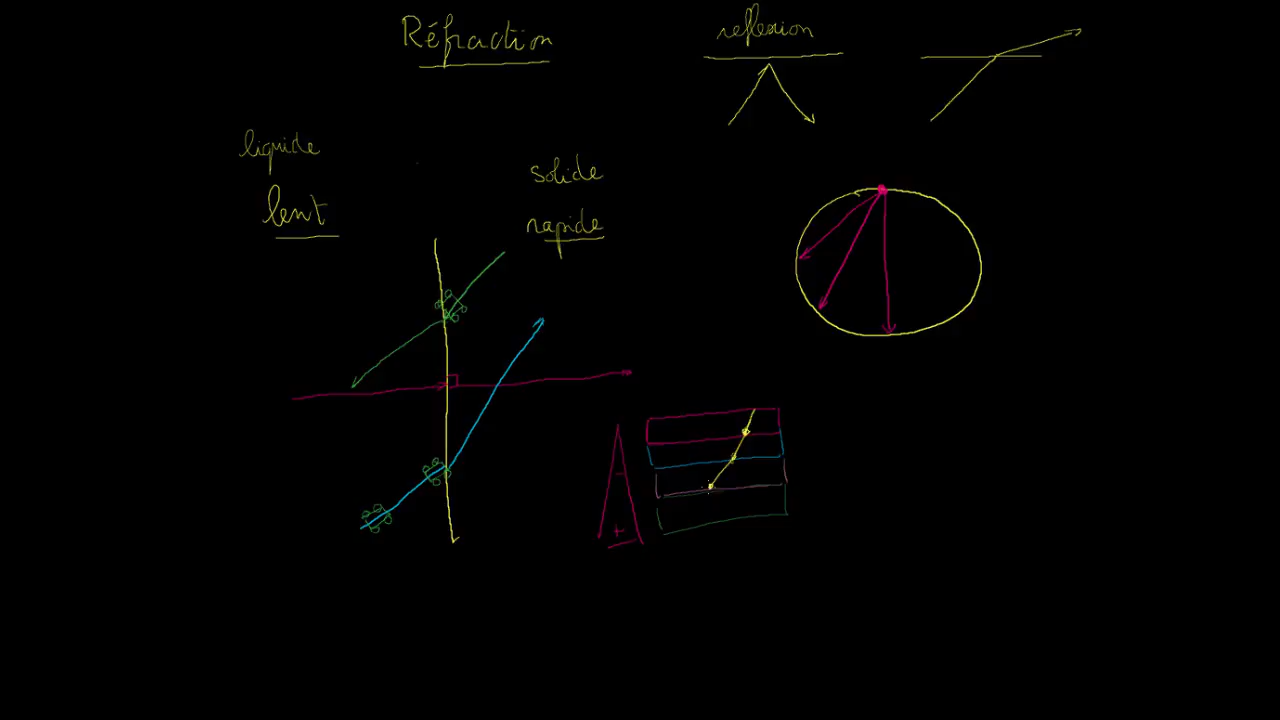 Réfraction
reflexion
liquide
lent
solide
rapide
-
+